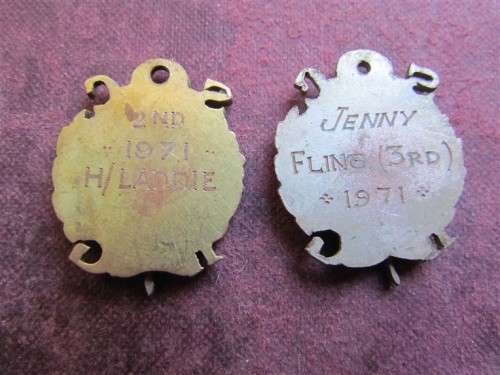 2ND
1971
H/LADDIE
JENNY
FLING (3RD)
1971